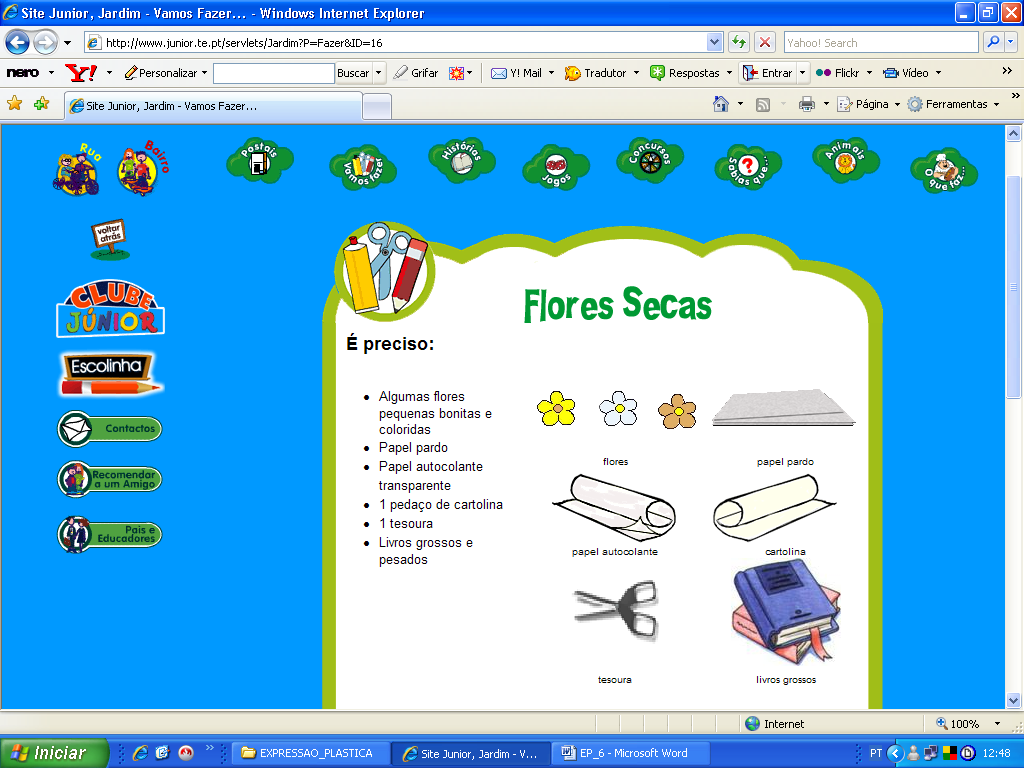 Site Junior, Jardim - Vamos Fazer... - Windows Internet Explorer
http://www.junior.te.pt/servlets/Jardim?P=Fazer&ID=16
Yahoo! Search
nero
Y!
Personalizar
Buscar
Grifar
Y! Mail
Tradutor
Respostas
Entrar
Flickr
Vídeo
Site Junior, Jardim - Vamos Fazer...
Página
Ferramentas
Rua
Bairro
Postais
Vamos fazer
Histórias
Jogos
Concursos
Sabias que...
Animais
O que faz...
voltar
atrás
CLUBE
JÚNIOR
Escolinha
Contactos
Recomendar
a um Amigo
Pais e
Educadores
Flores Secas
É preciso:
Algumas flores
pequenas bonitas e
coloridas
Papel pardo
Papel autocolante
transparente
1 pedaço de cartolina
1 tesoura
Livros grossos e
pesados
flores
papel pardo
papel autocolante
cartolina
tesoura
livros grossos
Internet
100%
Iniciar
EXPRESSAO_PLASTICA
Site Junior, Jardim - V...
EP_6 - Microsoft Word
PT
12:48